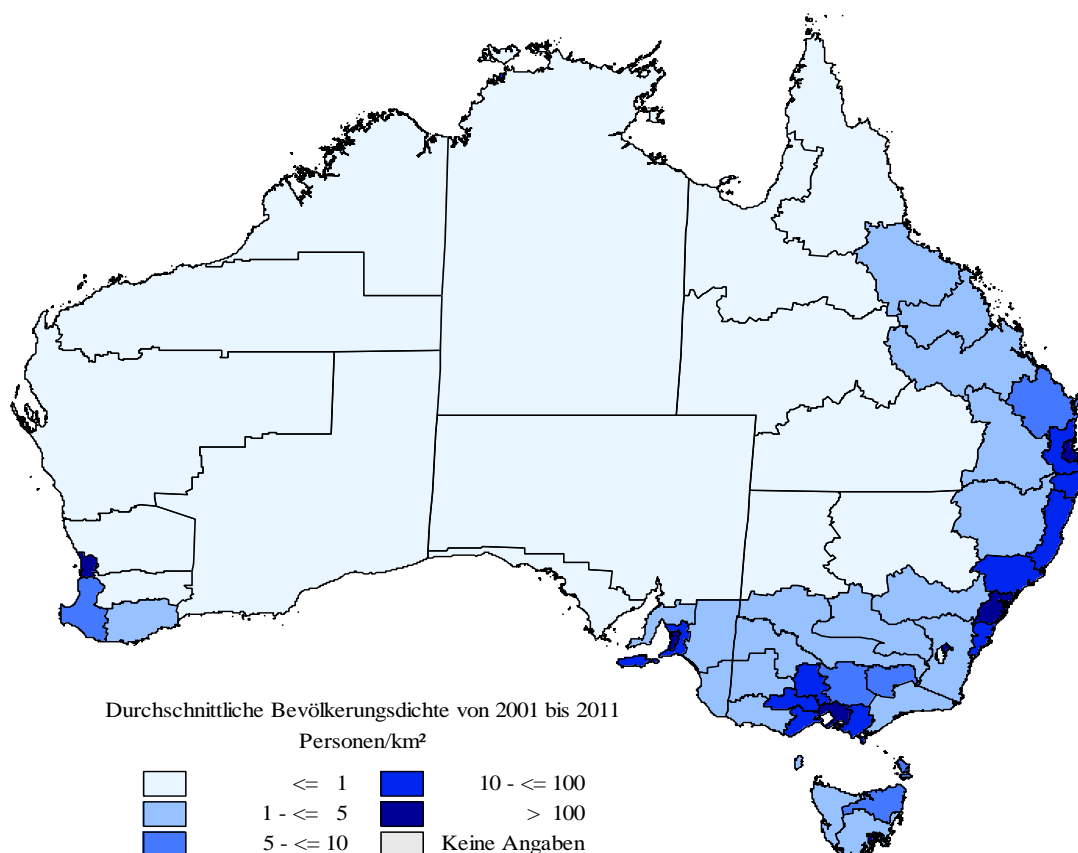 Durchschnittliche Bevölkerungsdichte von 2001 bis 2011
Personen/km²
<= 1
10 - <= 100
1 - <= 5
> 100
5 - <= 10
Keine Angaben